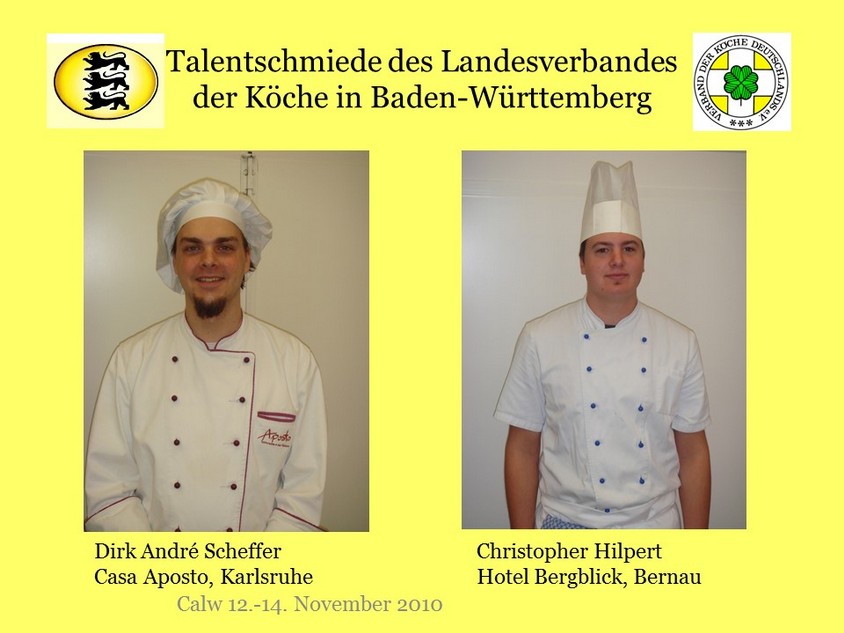 Talentschmiede des Landesverbandes
der Köche in Baden-Württemberg
VERBAND DER KÖCHE DEUTSCHLANDS e.V.
***
Aposto
Dirk André Scheffer
Casa Aposto, Karlsruhe
Christopher Hilpert
Hotel Bergblick, Bernau
Calw 12.-14. November 2010